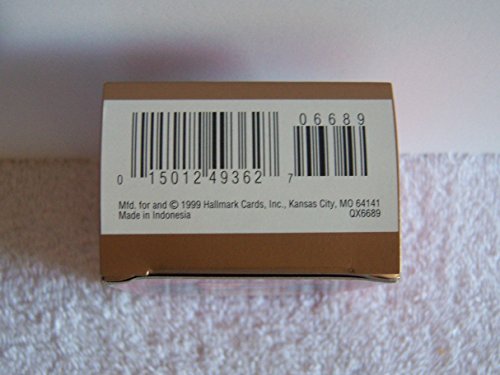 06689
0 15012 49362 7
Mfd. for and © 1999 Hallmark Cards, Inc., Kansas City, MO 64141
Made in Indonesia QX6689